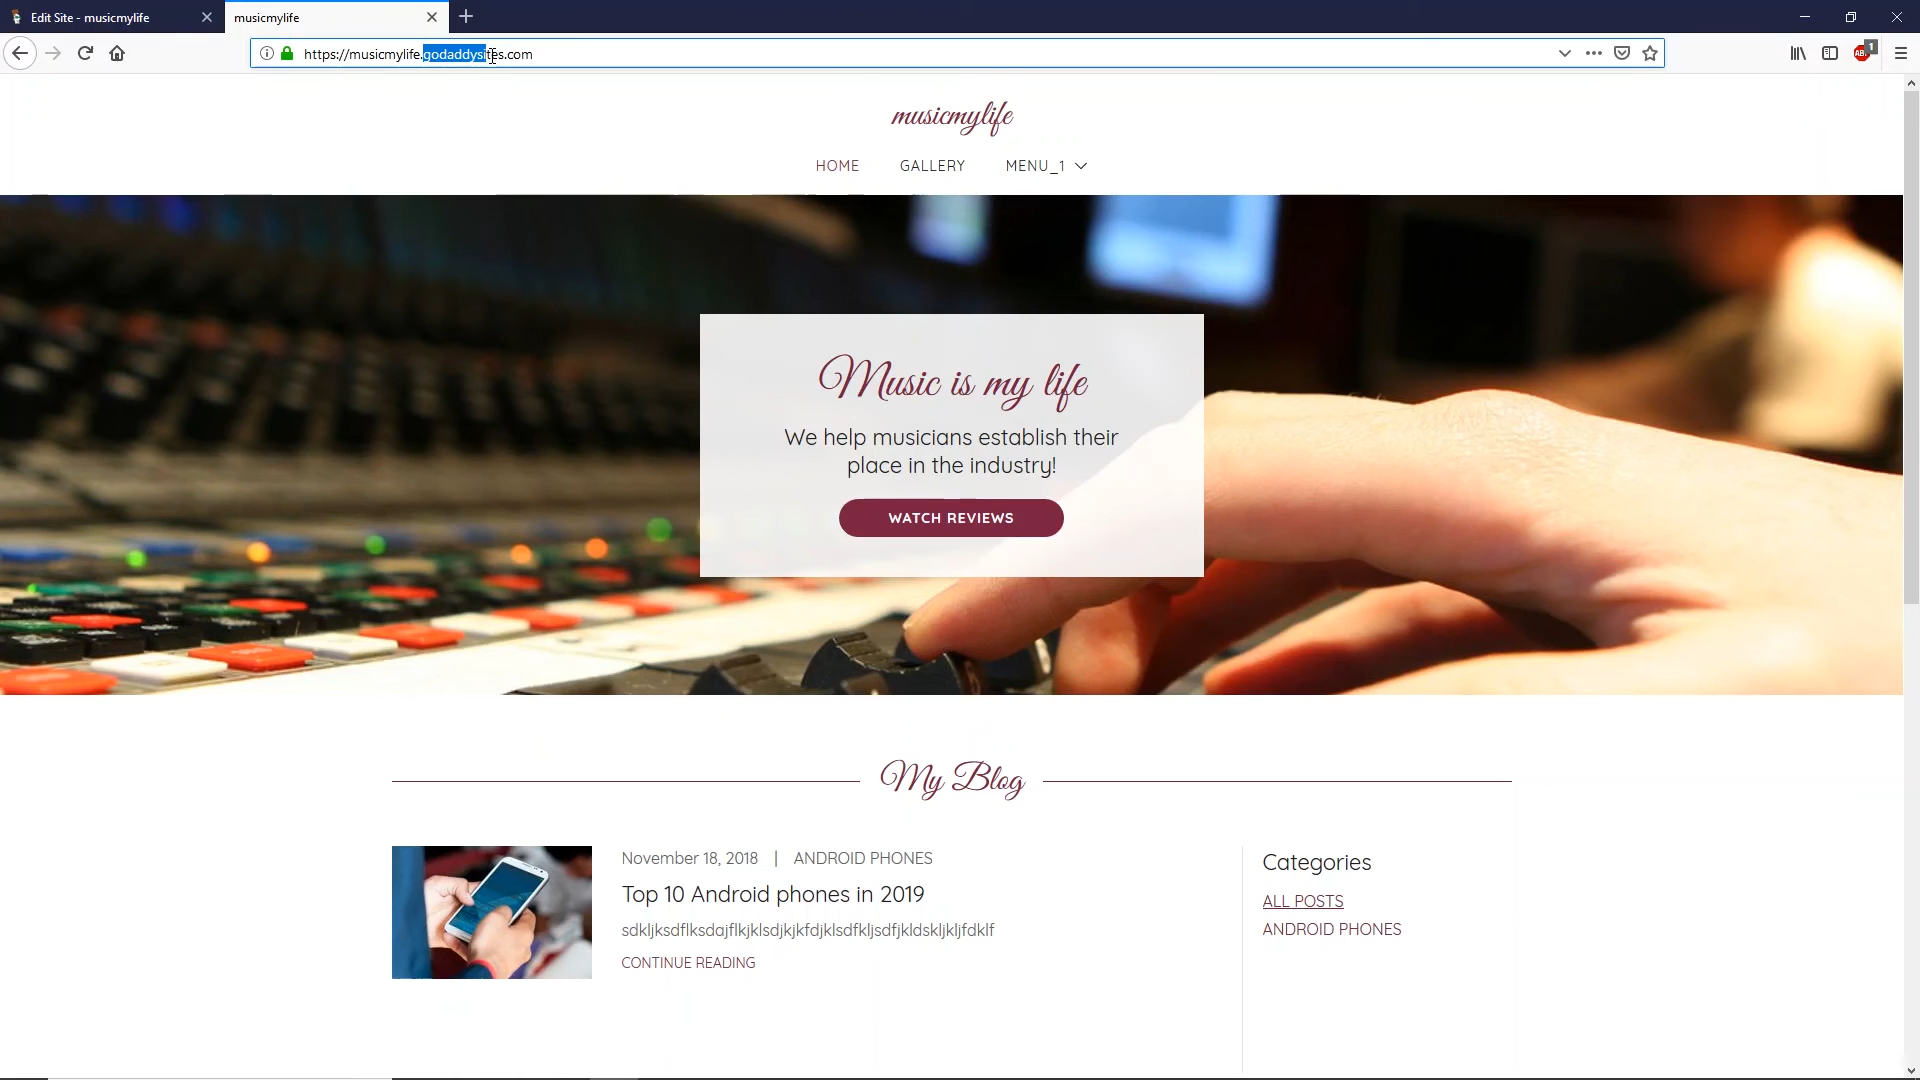 Edit Site - musicmylife
musicmylife
https://musicmylife.godaddysites.com
1
musicmylife
HOME GALLERY MENU_1
Music is my life
We help musicians establish their
place in the industry!
WATCH REVIEWS
My Blog
November 18, 2018 | ANDROID PHONES
Top 10 Android phones in 2019
sdkljksdflksdajflkjklsdjkjkfdjklsdfkljsdfjkldskljkljfdklf
CONTINUE READING
Categories
ALL POSTS
ANDROID PHONES